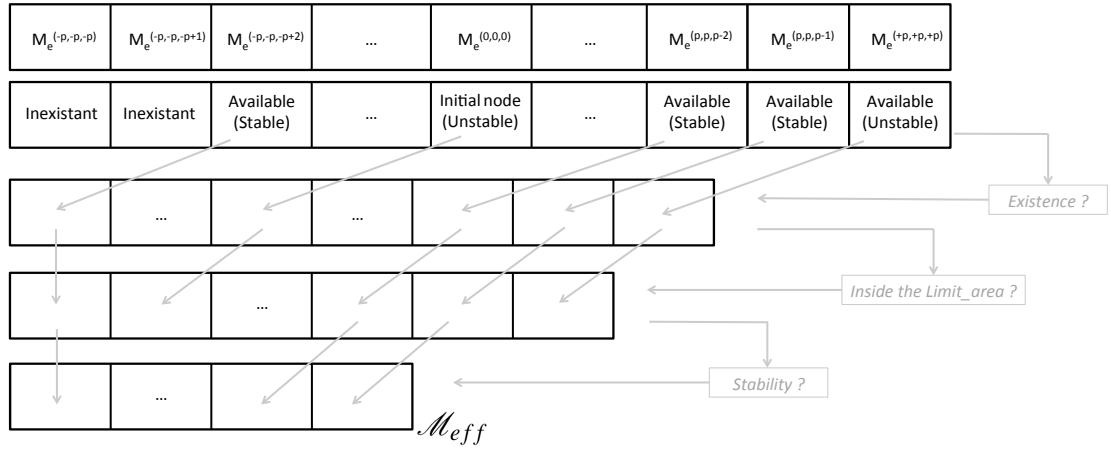 Me(-p,-p,-p) Me(-p,-p,-p+1) Me(-p,-p,-p+2) ... Me(0,0,0) ... Me(p,p,p-2) Me(p,p,p-1) Me(+p,+p,+p)
Inexistant Inexistant Available (Stable) ... Initial node (Unstable) ... Available (Stable) Available (Stable) Available (Unstable)
... ...
Existence ?
...
Inside the Limit_area ?
...
Stability ?
ℳeff